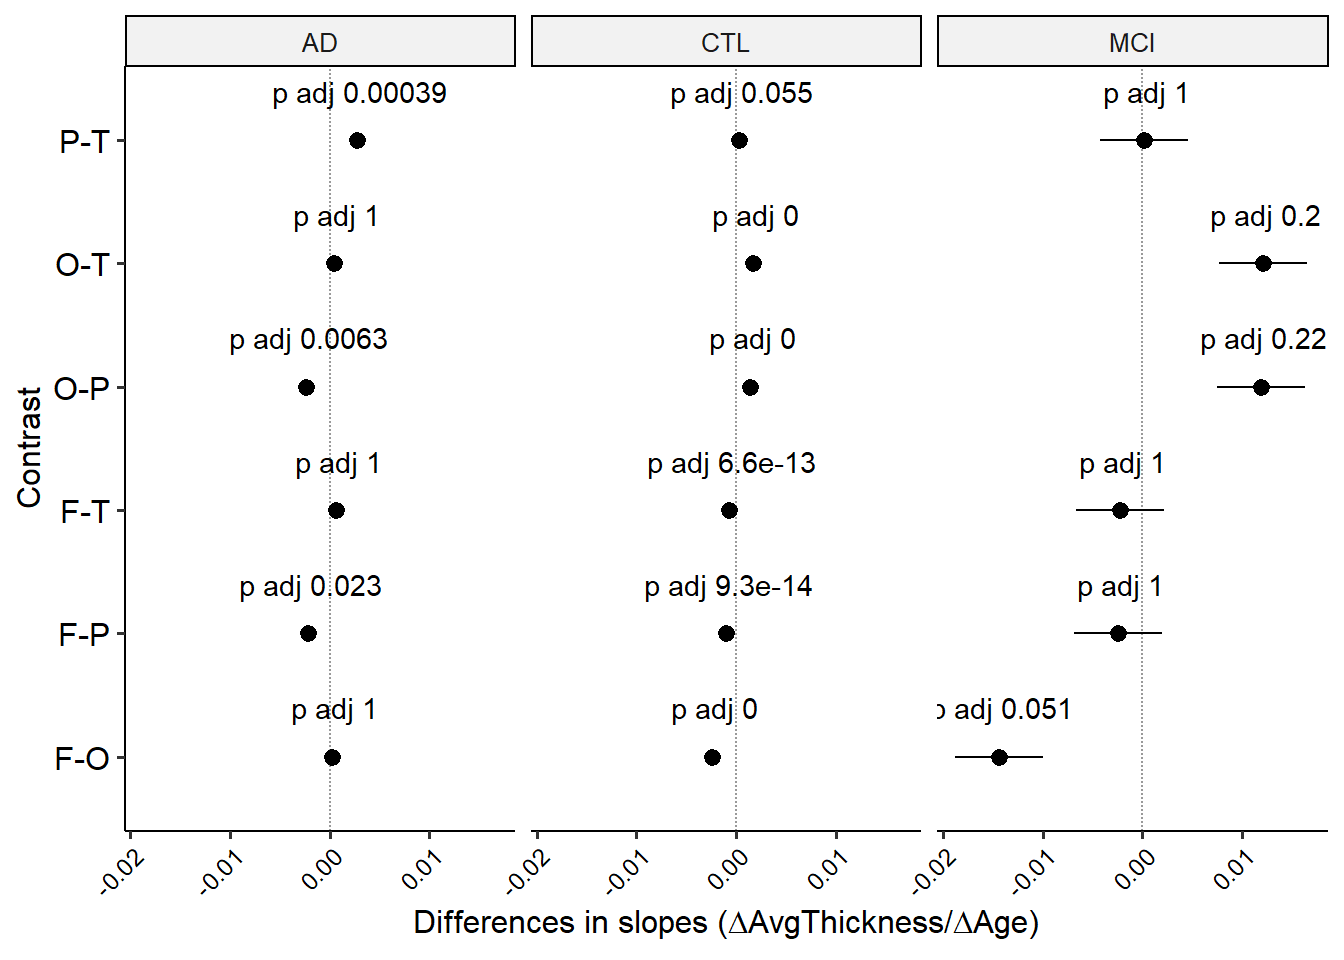 AD CTL MCI
p adj 0.00039 p adj 0.055 p adj 1
P-T
p adj 1 p adj 0 p adj 0.2
O-T
p adj 0.0063 p adj 0 p adj 0.22
O-P
p adj 1 p adj 6.6e-13 p adj 1
F-T
p adj 0.023 p adj 9.3e-14 p adj 1
F-P
p adj 1 p adj 0 p adj 0.051
F-O
Contrast
-0.02 -0.01 0.00 0.01 -0.02 -0.01 0.00 0.01 -0.02 -0.01 0.00 0.01
Differences in slopes (∆AvgThickness/∆Age)